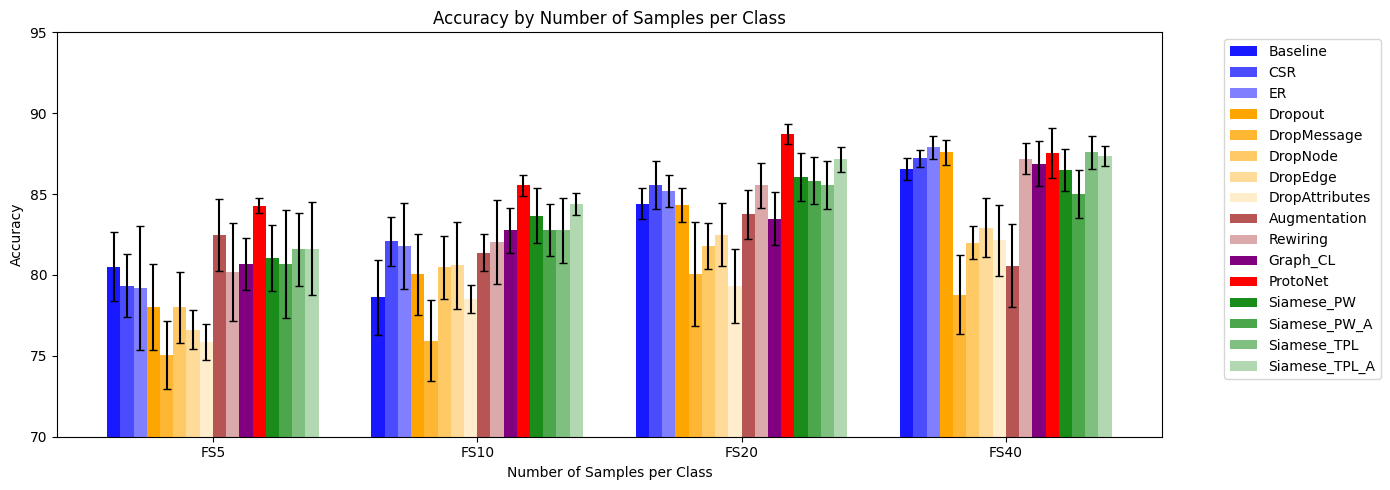 Accuracy by Number of Samples per Class
95
90
85
80
75
70
Accuracy
FS5
FS10
FS20
FS40
Number of Samples per Class
Baseline
CSR
ER
Dropout
DropMessage
DropNode
DropEdge
DropAttributes
Augmentation
Rewiring
Graph_CL
ProtoNet
Siamese_PW
Siamese_PW_A
Siamese_TPL
Siamese_TPL_A